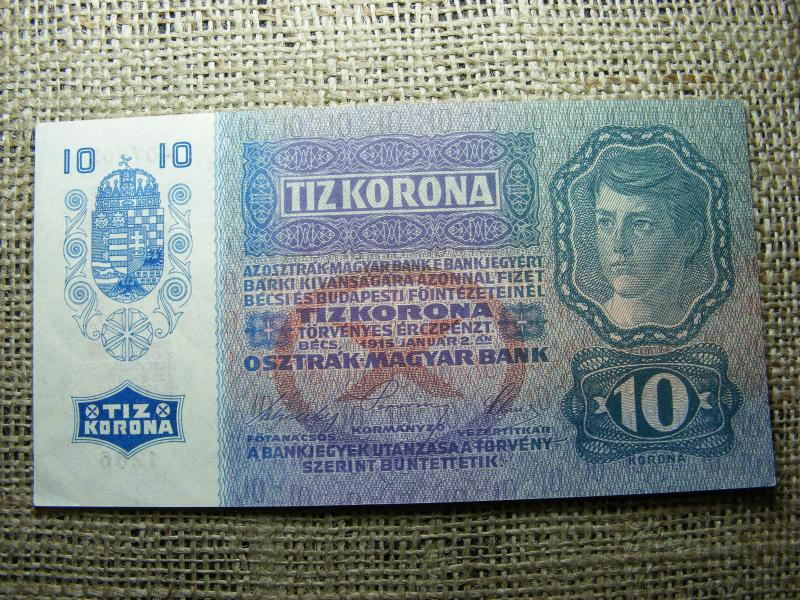 10 10
TIZ KORONA
AZ OSZTRÁK-MAGYAR BANK E BANKJEGYÉRT
BÁRKI KIVÁNSÁGÁRA AZONNAL FIZET
BÉCSI ÉS BUDAPESTI FŐINTÉZETEINÉL
TIZ KORONA
TÖRVÉNYES ÉRCZPÉNZT.
BÉCS, 1915 JANUÁR 2.ÁN
OSZTRÁK-MAGYAR BANK
FŐTANÁCSOS KORMÁNYZÓ VEZÉRTITKÁR
A BANKJEGYEK UTÁNZÁSA A TÖRVÉNY
SZERINT BÜNTETTETIK.
TIZ
KORONA
10
KORONA